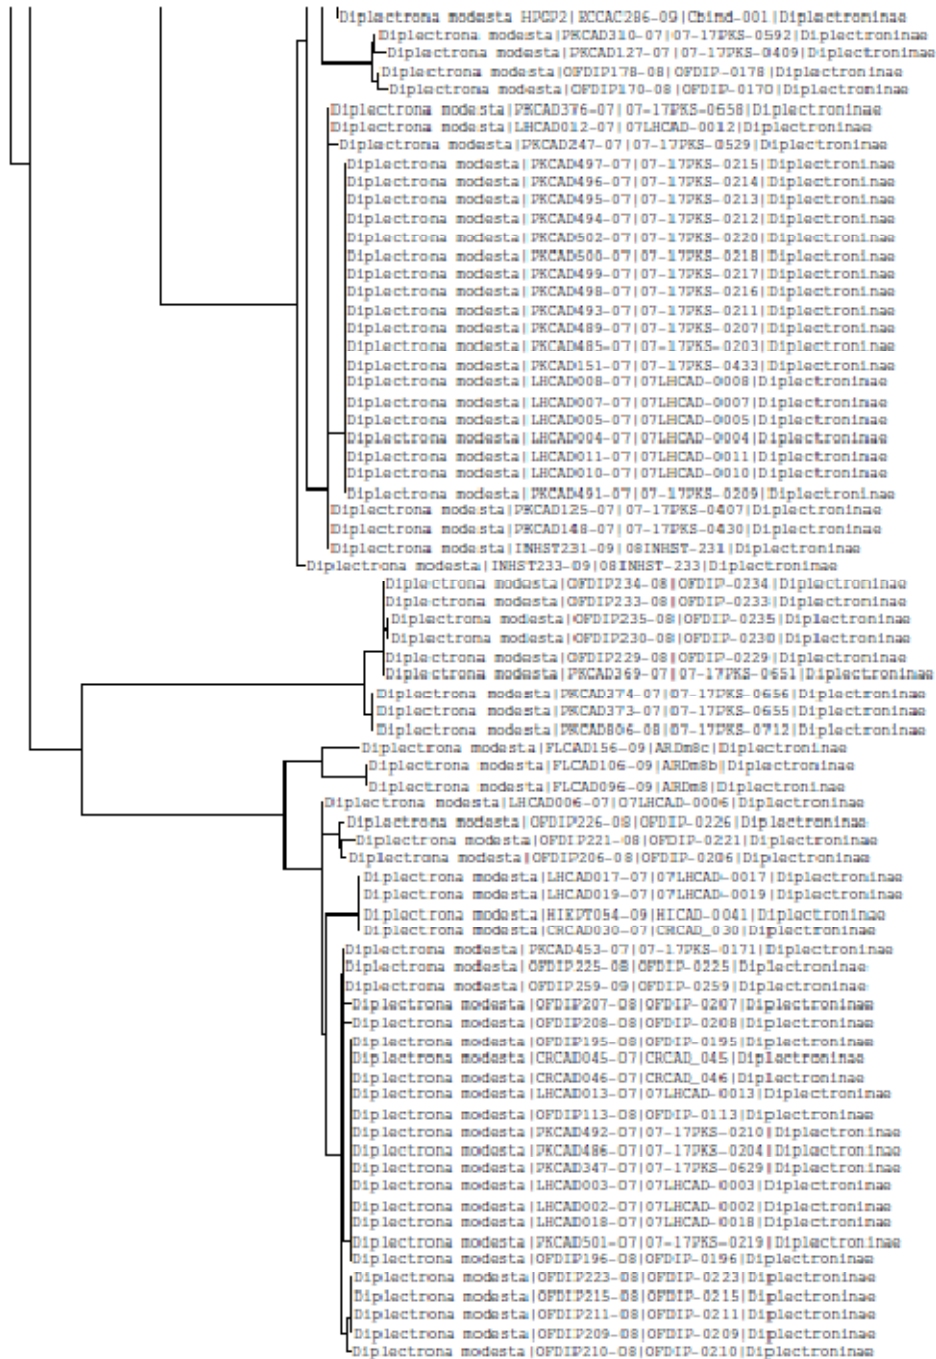 Diplectrona modesta HPGP2|ECCAC286-09|Cbimd-001|Diplectroninae
Diplectrona modesta|PKCAD310-07|07-17PKS-0592|Diplectroninae
Diplectrona modesta|PKCAD127-07|07-17PKS-0409|Diplectroninae
Diplectrona modesta|OFDIP178-08|OFDIP-0178|Diplectroninae
Diplectrona modesta|OFDIP170-08|OFDIP-0170|Diplectroninae
Diplectrona modesta|PKCAD376-07|07-17PKS-0658|Diplectroninae
Diplectrona modesta|LHCAD012-07|07LHCAD-0012|Diplectroninae
Diplectrona modesta|PKCAD247-07|07-17PKS-0529|Diplectroninae
Diplectrona modesta|PKCAD497-07|07-17PKS-0215|Diplectroninae
Diplectrona modesta|PKCAD496-07|07-17PKS-0214|Diplectroninae
Diplectrona modesta|PKCAD495-07|07-17PKS-0213|Diplectroninae
Diplectrona modesta|PKCAD494-07|07-17PKS-0212|Diplectroninae
Diplectrona modesta|PKCAD502-07|07-17PKS-0220|Diplectroninae
Diplectrona modesta|PKCAD500-07|07-17PKS-0218|Diplectroninae
Diplectrona modesta|PKCAD499-07|07-17PKS-0217|Diplectroninae
Diplectrona modesta|PKCAD498-07|07-17PKS-0216|Diplectroninae
Diplectrona modesta|PKCAD493-07|07-17PKS-0211|Diplectroninae
Diplectrona modesta|PKCAD489-07|07-17PKS-0207|Diplectroninae
Diplectrona modesta|PKCAD485-07|07-17PKS-0203|Diplectroninae
Diplectrona modesta|PKCAD151-07|07-17PKS-0433|Diplectroninae
Diplectrona modesta|LHCAD008-07|07LHCAD-0008|Diplectroninae
Diplectrona modesta|LHCAD007-07|07LHCAD-0007|Diplectroninae
Diplectrona modesta|LHCAD005-07|07LHCAD-0005|Diplectroninae
Diplectrona modesta|LHCAD004-07|07LHCAD-0004|Diplectroninae
Diplectrona modesta|LHCAD011-07|07LHCAD-0011|Diplectroninae
Diplectrona modesta|LHCAD010-07|07LHCAD-0010|Diplectroninae
Diplectrona modesta|PKCAD491-07|07-17PKS-0209|Diplectroninae
Diplectrona modesta|PKCAD125-07|07-17PKS-0407|Diplectroninae
Diplectrona modesta|PKCAD148-07|07-17PKS-0430|Diplectroninae
Diplectrona modesta|INHST231-09|08INHST-231|Diplectroninae
Diplectrona modesta|INHST233-09|08INHST-233|Diplectroninae
Diplectrona modesta|OFDIP234-08|OFDIP-0234|Diplectroninae
Diplectrona modesta|OFDIP233-08|OFDIP-0233|Diplectroninae
Diplectrona modesta|OFDIP235-08|OFDIP-0235|Diplectroninae
Diplectrona modesta|OFDIP230-08|OFDIP-0230|Diplectroninae
Diplectrona modesta|OFDIP229-08|OFDIP-0229|Diplectroninae
Diplectrona modesta|PKCAD369-07|07-17PKS-0651|Diplectroninae
Diplectrona modesta|PKCAD374-07|07-17PKS-0656|Diplectroninae
Diplectrona modesta|PKCAD373-07|07-17PKS-0655|Diplectroninae
Diplectrona modesta|PKCAD806-08|07-17PKS-0712|Diplectroninae
Diplectrona modesta|FLCAD156-09|ARDm8c|Diplectroninae
Diplectrona modesta|FLCAD106-09|ARDm8b|Diplectroninae
Diplectrona modesta|FLCAD096-09|ARDm8|Diplectroninae
Diplectrona modesta|LHCAD006-07|07LHCAD-0006|Diplectroninae
Diplectrona modesta|OFDIP226-08|OFDIP-0226|Diplectroninae
Diplectrona modesta|OFDIP221-08|OFDIP-0221|Diplectroninae
Diplectrona modesta|OFDIP206-08|OFDIP-0206|Diplectroninae
Diplectrona modesta|LHCAD017-07|07LHCAD-0017|Diplectroninae
Diplectrona modesta|LHCAD019-07|07LHCAD-0019|Diplectroninae
Diplectrona modesta|HIKPT054-09|HICAD-0041|Diplectroninae
Diplectrona modesta|CRCAD030-07|CRCAD_030|Diplectroninae
Diplectrona modesta|PKCAD453-07|07-17PKS-0171|Diplectroninae
Diplectrona modesta|OFDIP225-08|OFDIP-0225|Diplectroninae
Diplectrona modesta|OFDIP259-09|OFDIP-0259|Diplectroninae
Diplectrona modesta|OFDIP207-08|OFDIP-0207|Diplectroninae
Diplectrona modesta|OFDIP208-08|OFDIP-0208|Diplectroninae
Diplectrona modesta|OFDIP195-08|OFDIP-0195|Diplectroninae
Diplectrona modesta|CRCAD045-07|CRCAD_045|Diplectroninae
Diplectrona modesta|CRCAD046-07|CRCAD_046|Diplectroninae
Diplectrona modesta|LHCAD013-07|07LHCAD-0013|Diplectroninae
Diplectrona modesta|OFDIP113-08|OFDIP-0113|Diplectroninae
Diplectrona modesta|PKCAD492-07|07-17PKS-0210|Diplectroninae
Diplectrona modesta|PKCAD486-07|07-17PKS-0204|Diplectroninae
Diplectrona modesta|PKCAD347-07|07-17PKS-0629|Diplectroninae
Diplectrona modesta|LHCAD003-07|07LHCAD-0003|Diplectroninae
Diplectrona modesta|LHCAD002-07|07LHCAD-0002|Diplectroninae
Diplectrona modesta|LHCAD018-07|07LHCAD-0018|Diplectroninae
Diplectrona modesta|PKCAD501-07|07-17PKS-0219|Diplectroninae
Diplectrona modesta|OFDIP196-08|OFDIP-0196|Diplectroninae
Diplectrona modesta|OFDIP223-08|OFDIP-0223|Diplectroninae
Diplectrona modesta|OFDIP215-08|OFDIP-0215|Diplectroninae
Diplectrona modesta|OFDIP211-08|OFDIP-0211|Diplectroninae
Diplectrona modesta|OFDIP209-08|OFDIP-0209|Diplectroninae
Diplectrona modesta|OFDIP210-08|OFDIP-0210|Diplectroninae